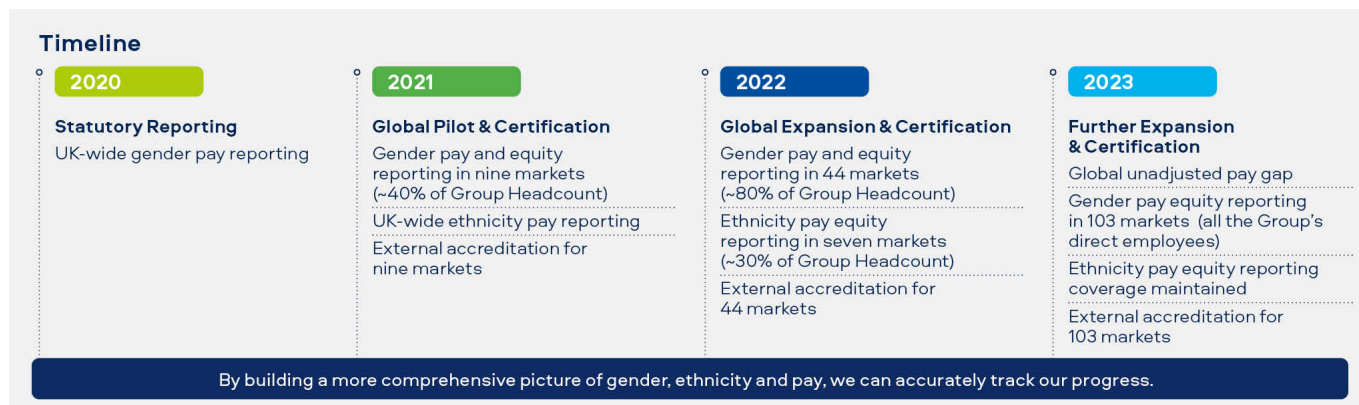 Timeline
2020
Statutory Reporting
UK-wide gender pay reporting
2021
Global Pilot & Certification
Gender pay and equity
reporting in nine markets
(~40% of Group Headcount)
UK-wide ethnicity pay reporting
External accreditation for
nine markets
2022
Global Expansion & Certification
Gender pay and equity
reporting in 44 markets
(~80% of Group Headcount)
Ethnicity pay equity
reporting in seven markets
(~30% of Group Headcount)
External accreditation for
44 markets
2023
Further Expansion
& Certification
Global unadjusted pay gap
Gender pay equity reporting
in 103 markets (all the Group's
direct employees)
Ethnicity pay equity reporting
coverage maintained
External accreditation for
103 markets
By building a more comprehensive picture of gender, ethnicity and pay, we can accurately track our progress.